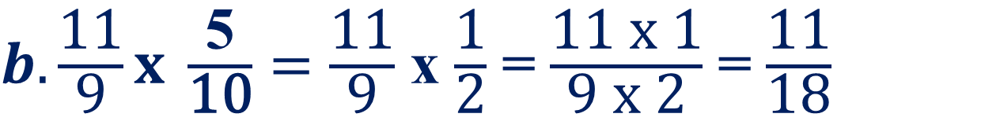 b. 11/9 x 5/10 = 11/9 x 1/2 = 11 x 1/9 x 2 = 11/18